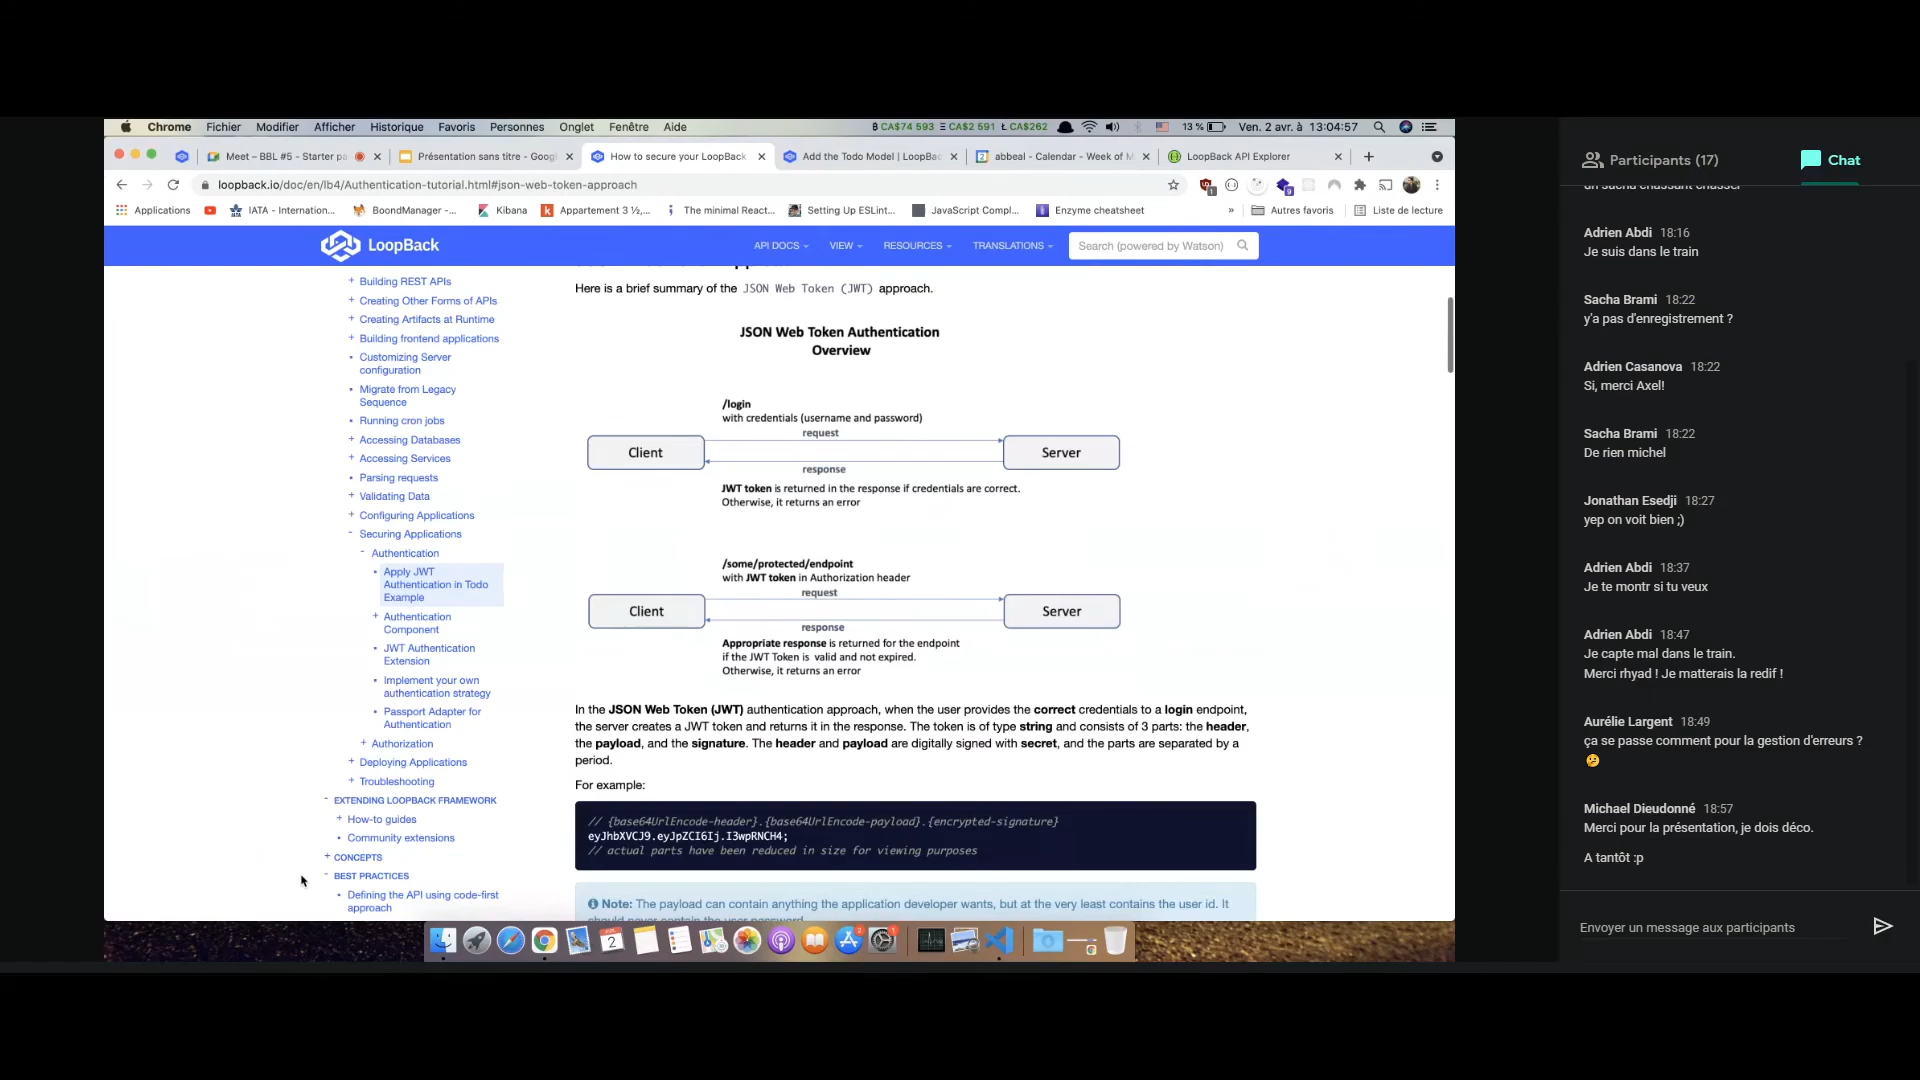 Chrome Fichier Modifier Afficher Historique Favoris Personnes Onglet Fenêtre Aide
CA$74 593 CA$2 591 CA$262 13 % Ven. 2 avr. à 13:04:57
Meet – BBL #5 - Starter pa
Présentation sans titre - Goog
How to secure your LoopBack
Add the Todo Model | LoopBac
abbeal - Calendar - Week of M
LoopBack API Explorer
loopback.io/doc/en/lb4/Authentication-tutorial.html#json-web-token-approach
Applications
IATA - Internation...
BoondManager -...
Kibana
Appartement 3 ½,...
The minimal React...
Setting Up ESLint...
JavaScript Compl...
Enzyme cheatsheet
»
Autres favoris
Liste de lecture
LoopBack
API DOCS
VIEW
RESOURCES
TRANSLATIONS
Search (powered by Watson)
+ Building REST APIs
+ Creating Other Forms of APIs
+ Creating Artifacts at Runtime
+ Building frontend applications
Customizing Server
configuration
Migrate from Legacy
Sequence
Running cron jobs
+ Accessing Databases
+ Accessing Services
Parsing requests
+ Validating Data
+ Configuring Applications
- Securing Applications
- Authentication
Apply JWT
Authentication in Todo
Example
+ Authentication
Component
JWT Authentication
Extension
Implement your own
authentication strategy
Passport Adapter for
Authentication
+ Authorization
+ Deploying Applications
+ Troubleshooting
- EXTENDING LOOPBACK FRAMEWORK
+ How-to guides
Community extensions
+ CONCEPTS
- BEST PRACTICES
Defining the API using code-first
approach
Here is a brief summary of the JSON Web Token (JWT) approach.
JSON Web Token Authentication
Overview
/login
with credentials (username and password)
request
Client
Server
response
JWT token is returned in the response if credentials are correct.
Otherwise, it returns an error
/some/protected/endpoint
with JWT token in Authorization header
request
Client
Server
response
Appropriate response is returned for the endpoint
if the JWT Token is valid and not expired.
Otherwise, it returns an error
In the JSON Web Token (JWT) authentication approach, when the user provides the correct credentials to a login endpoint,
the server creates a JWT token and returns it in the response. The token is of type string and consists of 3 parts: the header,
the payload, and the signature. The header and payload are digitally signed with secret, and the parts are separated by a
period.
For example:
// {base64UrlEncode-header}.{base64UrlEncode-payload}.{encrypted-signature}
eyJhbXVCJ9.eyJpZCI6Ij.I3wpRNCH4;
// actual parts have been reduced in size for viewing purposes
Note: The payload can contain anything the application developer wants, but at the very least contains the user id. It
should never contain the user password.
Participants (17)
Chat
un sacha chassant chasser
Adrien Abdi 18:16
Je suis dans le train
Sacha Brami 18:22
y'a pas d'enregistrement ?
Adrien Casanova 18:22
Si, merci Axel!
Sacha Brami 18:22
De rien michel
Jonathan Esedji 18:27
yep on voit bien ;)
Adrien Abdi 18:37
Je te montr si tu veux
Adrien Abdi 18:47
Je capte mal dans le train.
Merci rhyad ! Je matterais la redif !
Aurélie Largent 18:49
ça se passe comment pour la gestion d'erreurs ?
🤔
Michael Dieudonné 18:57
Merci pour la présentation, je dois déco.
A tantôt :p
Envoyer un message aux participants